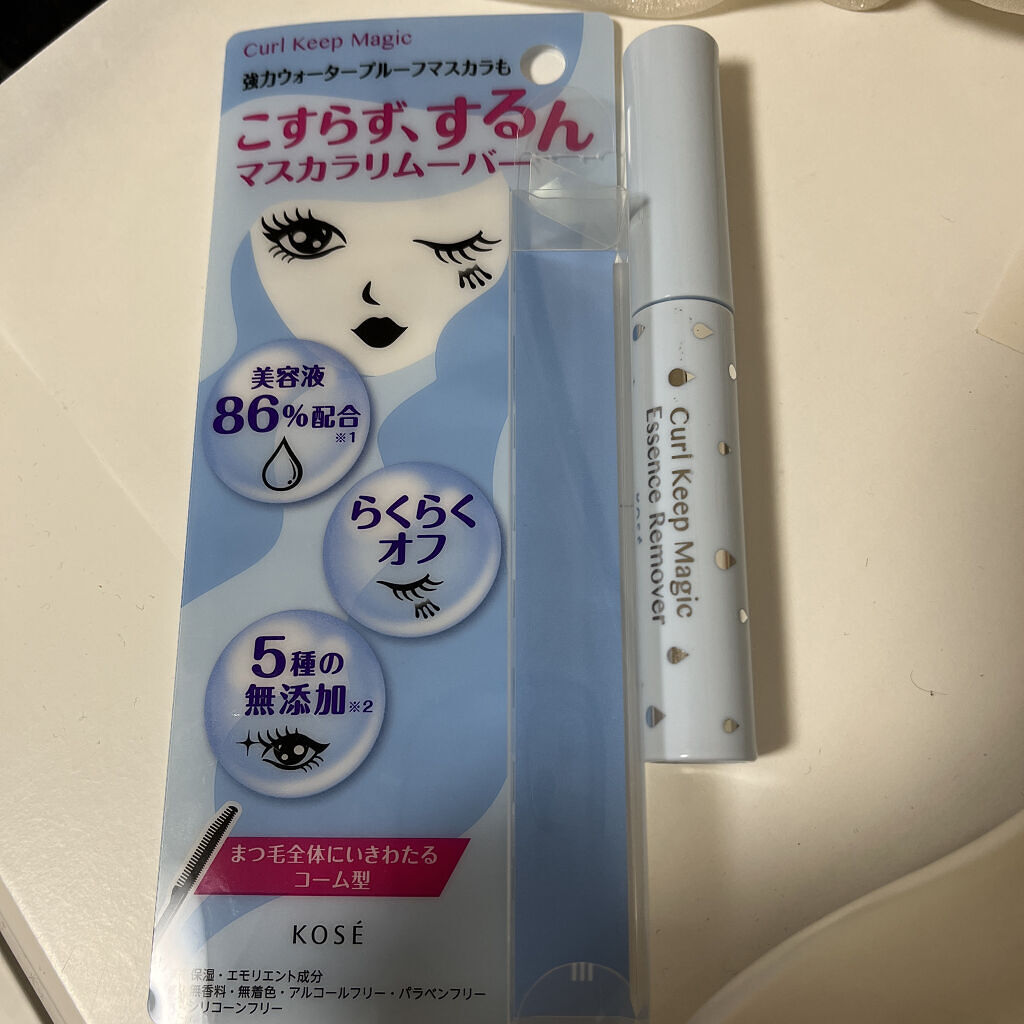 Curl Keep Magic
強力ウォータープルーフマスカラも
こすらず、するん
マスカラリムーバー
美容液
86%配合
※1
らくらく
オフ
5種の
無添加※2
まつ毛全体にいきわたる
コーム型
KOSÉ
保湿・エモリエント成分
無香料・無着色・アルコールフリー・パラベンフリー
シリコーンフリー
Curl Keep Magic
Essence Remover